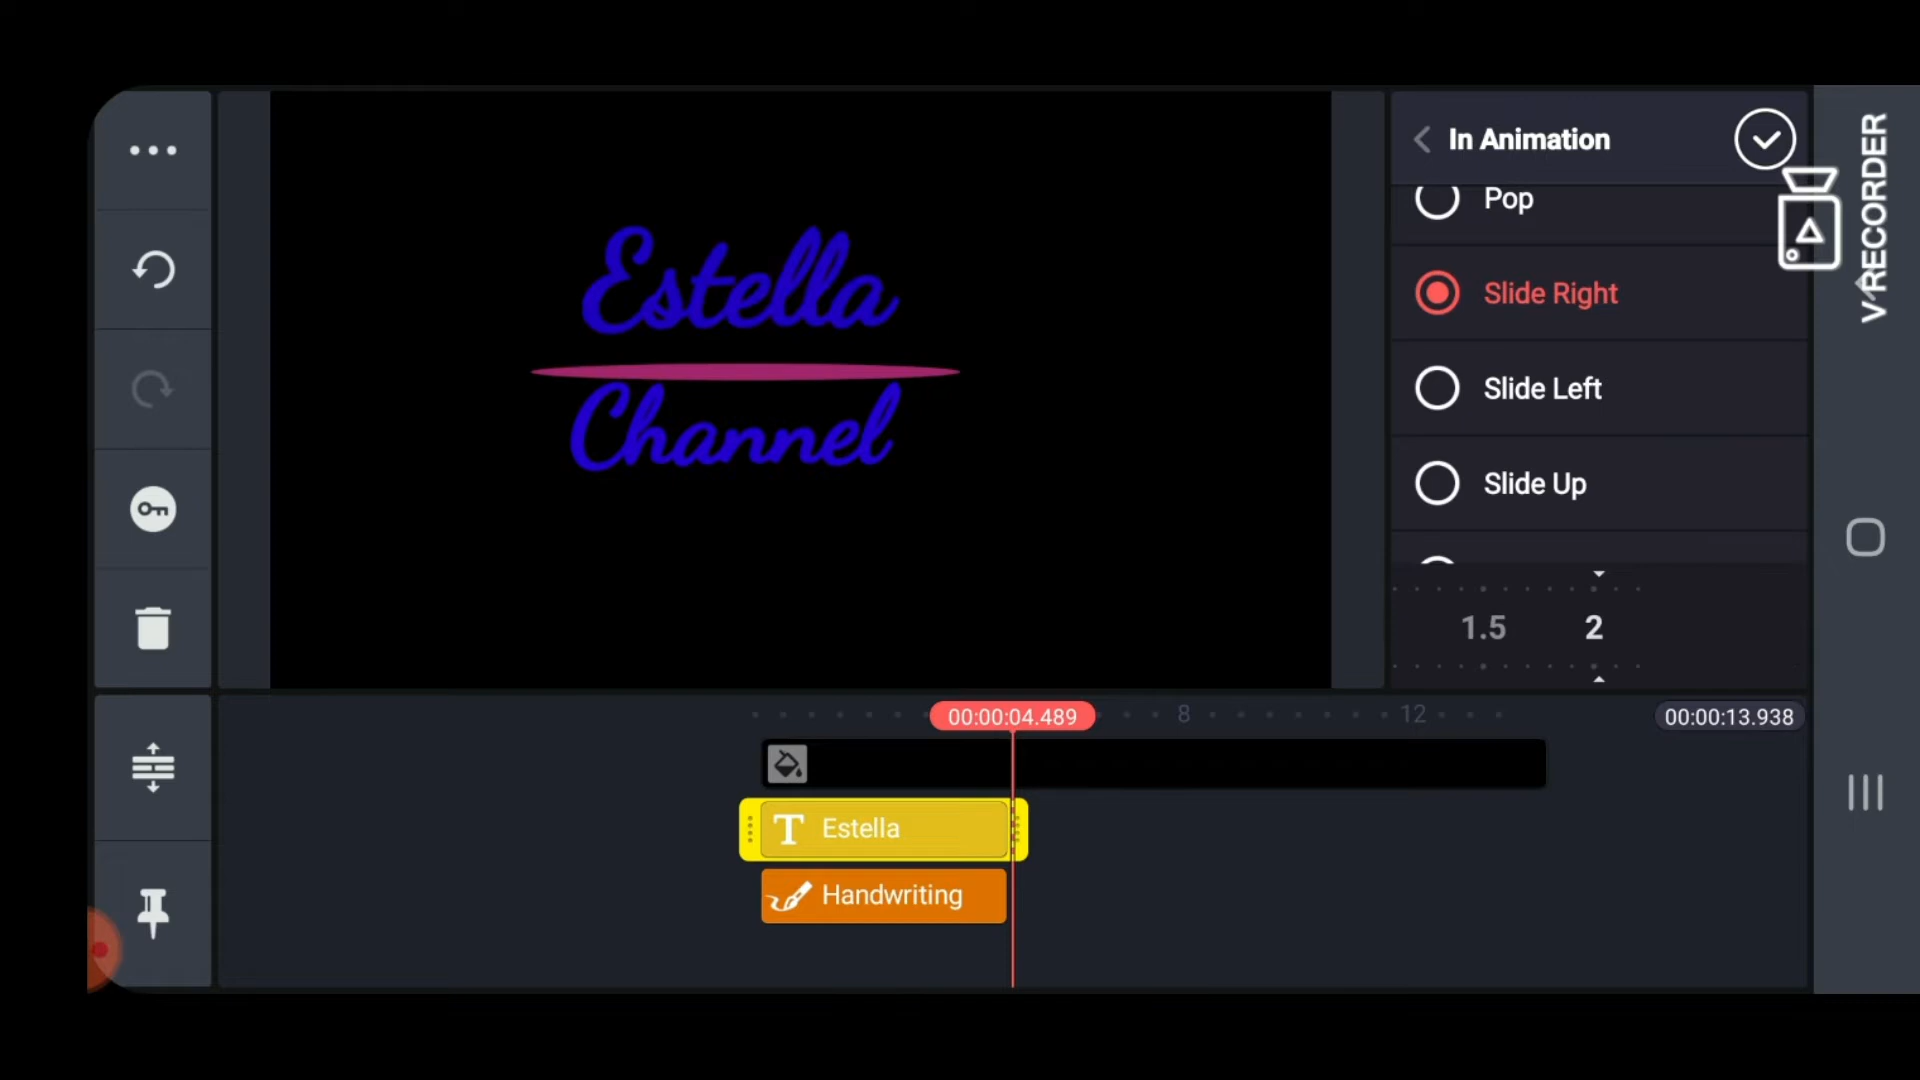 In Animation
Pop
Slide Right
Slide Left
Slide Up
1.5 2
Estella
Channel
00:00:04.489 8 12 00:00:13.938
T Estella
Handwriting
VRECORDER